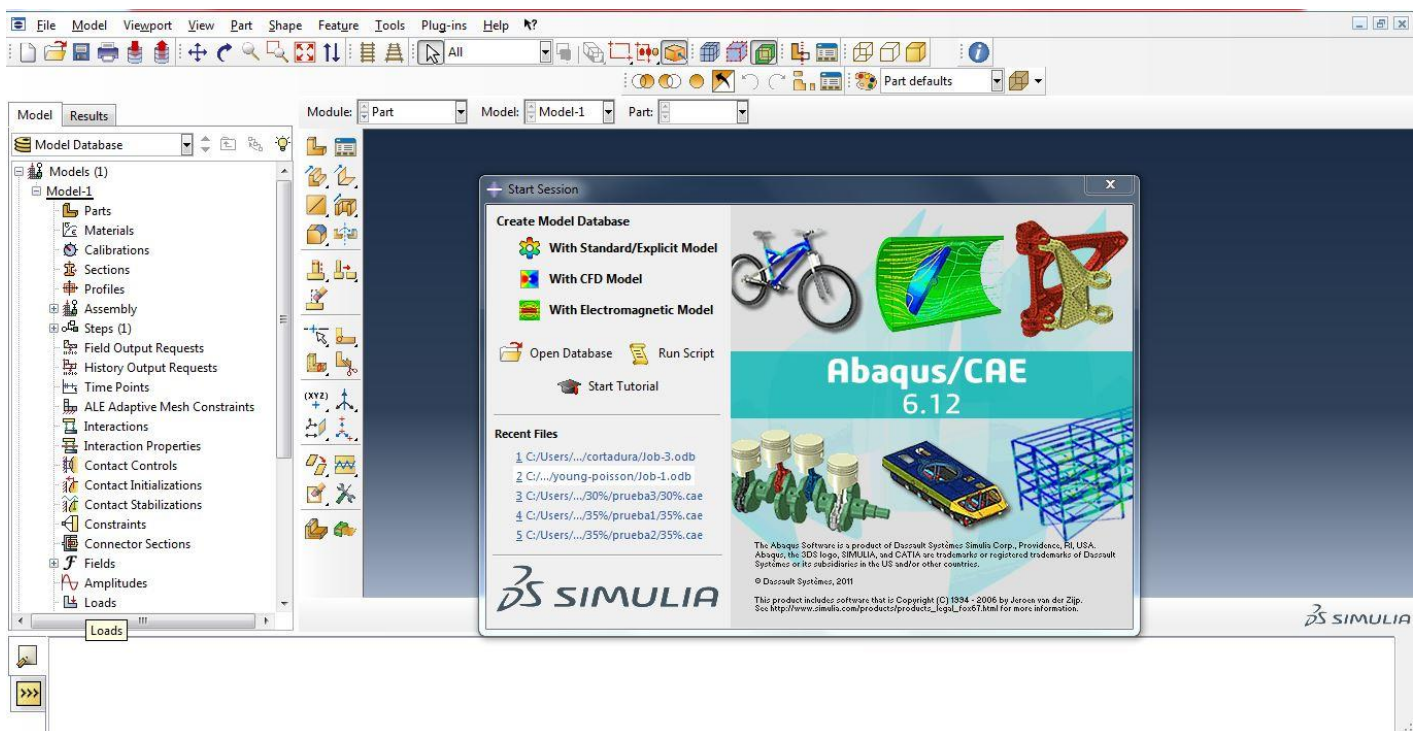 File Model Viewport View Part Shape Feature Tools Plug-ins Help
All
Part defaults
Model Results
Module: Part Model: Model-1 Part:
Model Database
Models (1)
Model-1
Parts
Materials
Calibrations
Sections
Profiles
Assembly
Steps (1)
Field Output Requests
History Output Requests
Time Points
ALE Adaptive Mesh Constraints
Interactions
Interaction Properties
Contact Controls
Contact Initializations
Contact Stabilizations
Constraints
Connector Sections
Fields
Amplitudes
Loads
Loads
(XYZ)
Start Session
Create Model Database
With Standard/Explicit Model
With CFD Model
With Electromagnetic Model
Open Database Run Script
Start Tutorial
Recent Files
1 C:/Users/.../cortadura/Job-3.odb
2 C:/.../young-poisson/Job-1.odb
3 C:/Users/.../30%/prueba3/30%.cae
4 C:/Users/.../35%/prueba1/35%.cae
5 C:/Users/.../35%/prueba2/35%.cae
SIMULIA
Abaqus/CAE
6.12
The Abaqus Software is a product of Dassault Systèmes Simulia Corp., Providence, RI, USA.
Abaqus, the 3DS logo, SIMULIA, and CATIA are trademarks or registered trademarks of Dassault
Systèmes or its subsidiaries in the US and/or other countries.
© Dassault Systèmes, 2011
This product includes software that is Copyright (C) 1994 - 2006 by Jeroen van der Zijp.
See http://www.simulia.com/products/products_legal_fox67.html for more information.
SIMULIA
>>>